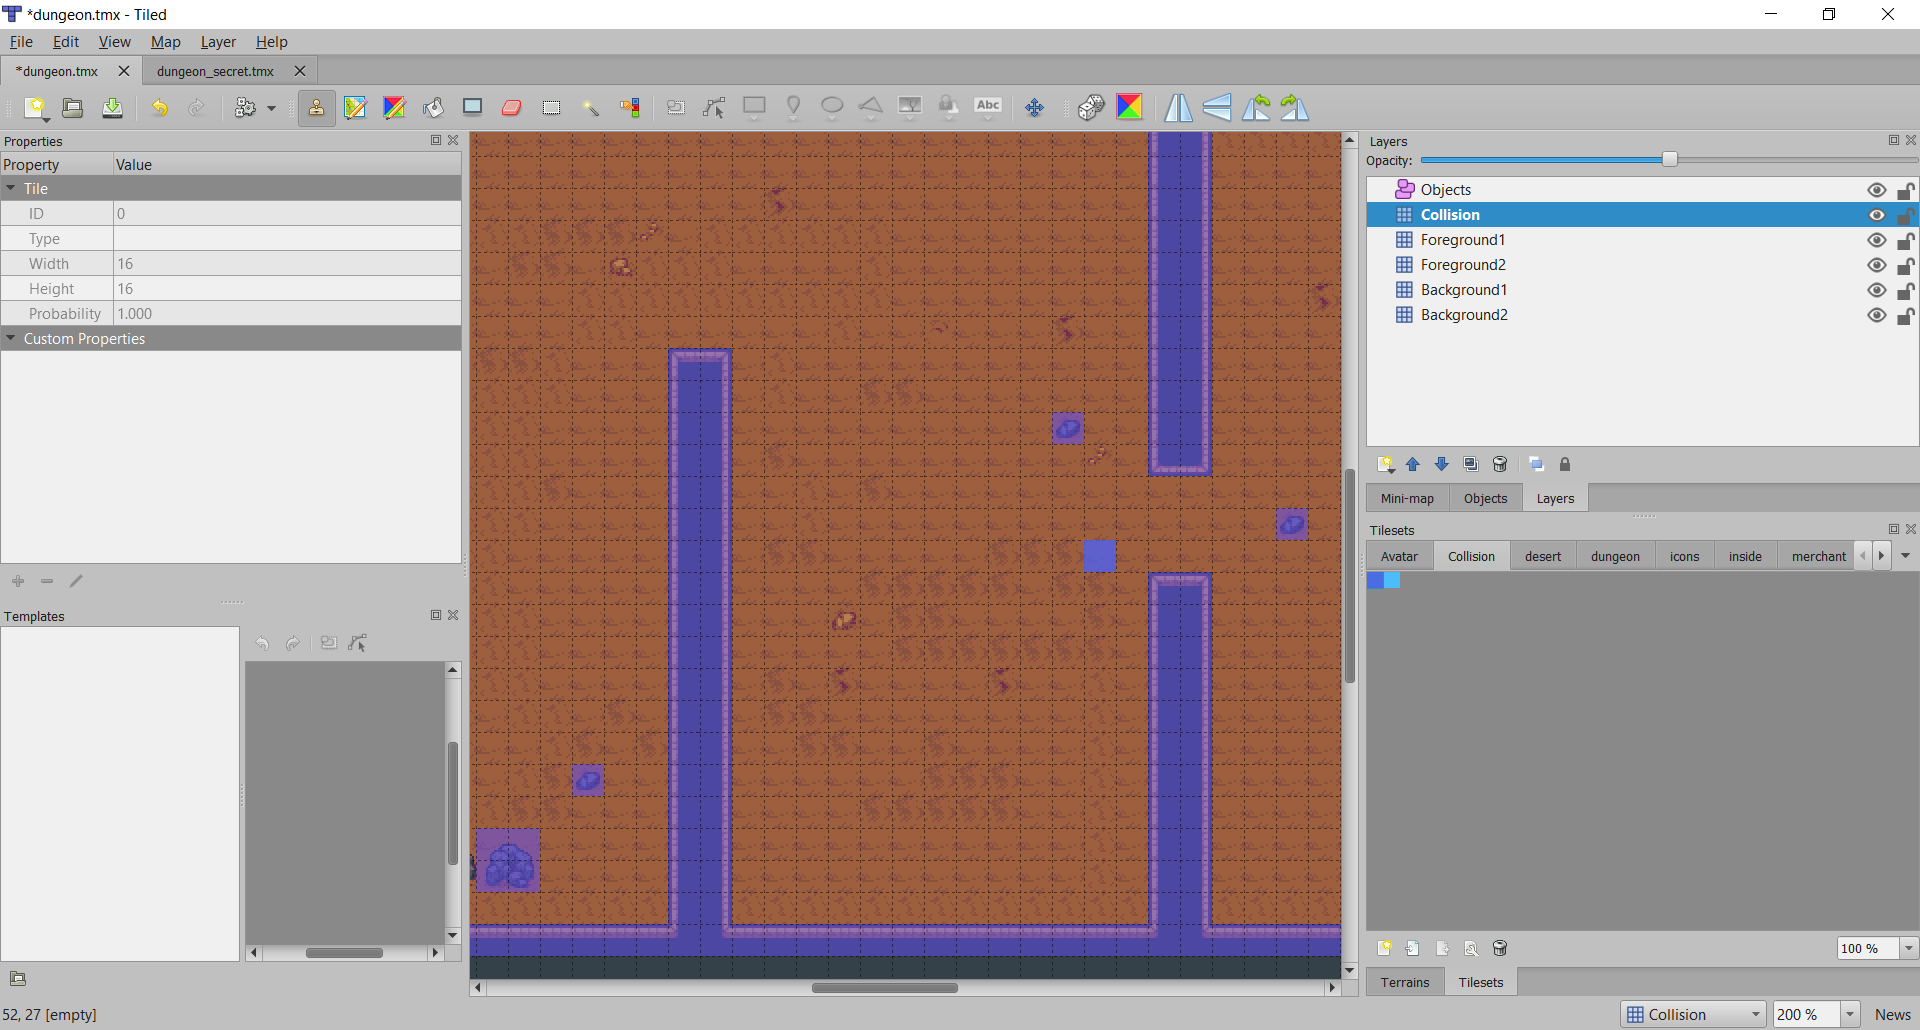 *dungeon.tmx - Tiled
File Edit View Map Layer Help
*dungeon.tmx dungeon_secret.tmx
Abc
Properties
Property Value
Tile
ID 0
Type
Width 16
Height 16
Probability 1.000
Custom Properties
Templates
52, 27 [empty]
Layers
Opacity:
Objects
Collision
Foreground1
Foreground2
Background1
Background2
Mini-map Objects Layers
Tilesets
Avatar Collision desert dungeon icons inside merchant
100 %
Terrains Tilesets
Collision 200 % News